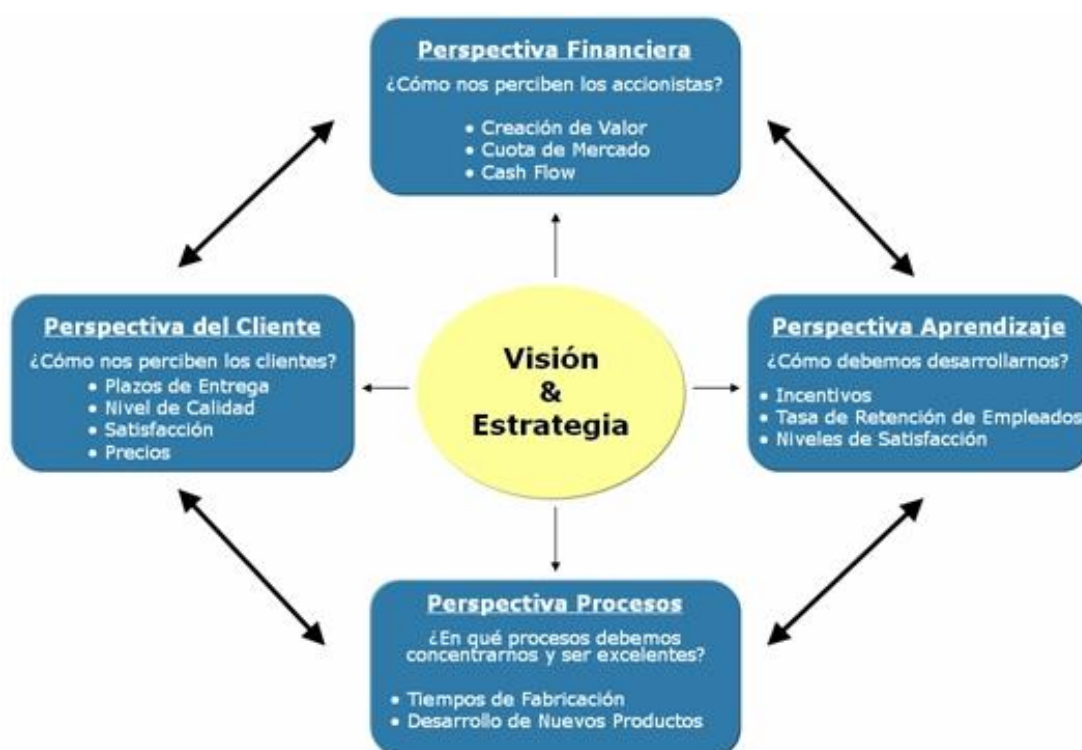 Perspectiva Financiera
¿Cómo nos perciben los accionistas?
• Creación de Valor
• Cuota de Mercado
• Cash Flow
Perspectiva del Cliente
¿Cómo nos perciben los clientes?
• Plazos de Entrega
• Nivel de Calidad
• Satisfacción
• Precios
Visión
&
Estrategia
Perspectiva Aprendizaje
¿Cómo debemos desarrollarnos?
• Incentivos
• Tasa de Retención de Empleados
• Niveles de Satisfacción
Perspectiva Procesos
¿En qué procesos debemos
concentrarnos y ser excelentes?
• Tiempos de Fabricación
• Desarrollo de Nuevos Productos